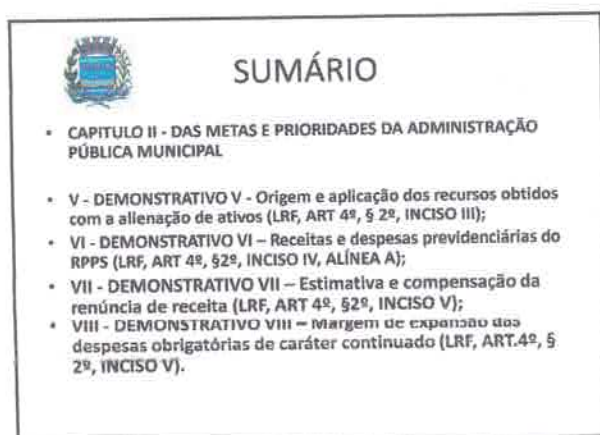 SUMÁRIO
• CAPITULO II - DAS METAS E PRIORIDADES DA ADMINISTRAÇÃO
PÚBLICA MUNICIPAL
• V - DEMONSTRATIVO V - Origem e aplicação dos recursos obtidos
com a alienação de ativos (LRF, ART 4º, § 2º, INCISO III);
• VI - DEMONSTRATIVO VI – Receitas e despesas previdenciárias do
RPPS (LRF, ART 4º, §2º, INCISO IV, ALÍNEA A);
• VII - DEMONSTRATIVO VII – Estimativa e compensação da
renúncia de receita (LRF, ART 4º, §2º, INCISO V);
• VIII - DEMONSTRATIVO VIII – Margem de expansão das
despesas obrigatórias de caráter continuado (LRF, ART.4º, §
2º, INCISO V).